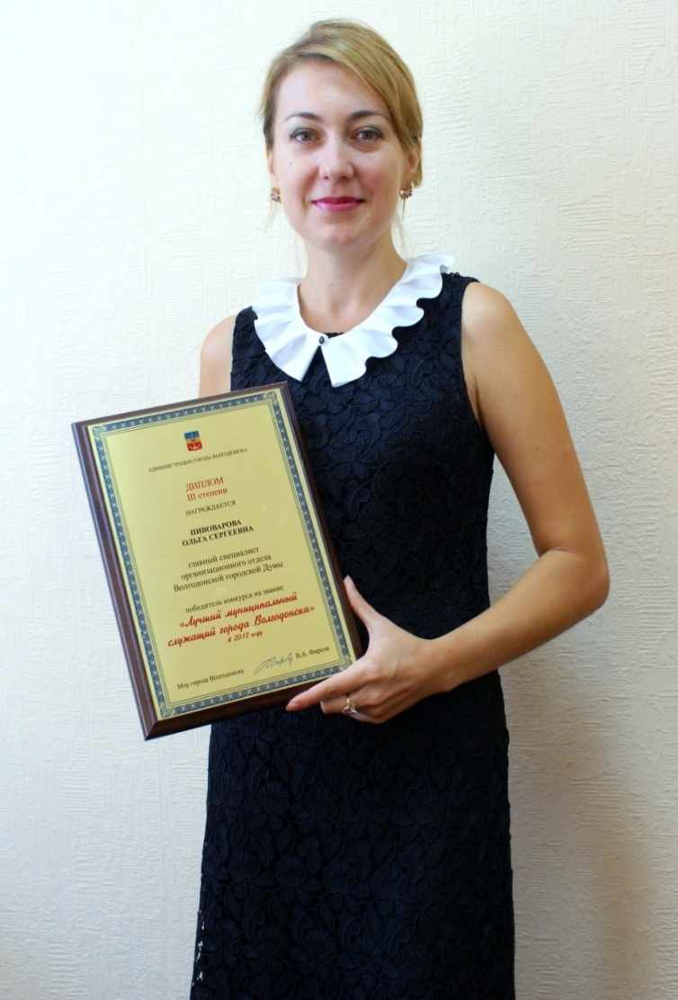 АДМИНИСТРАЦИЯ ГОРОДА ВОЛГОДОНСКА
ДИПЛОМ
III степени
НАГРАЖДАЕТСЯ
ПИВОВАРОВА
ОЛЬГА СЕРГЕЕВНА
главный специалист
организационного отдела
Волгодонской городской Думы
победитель конкурса на звание
«Лучший муниципальный
служащий города Волгодонска»
в 2012 году
Мэр города Волгодонска В.А. Фирсов